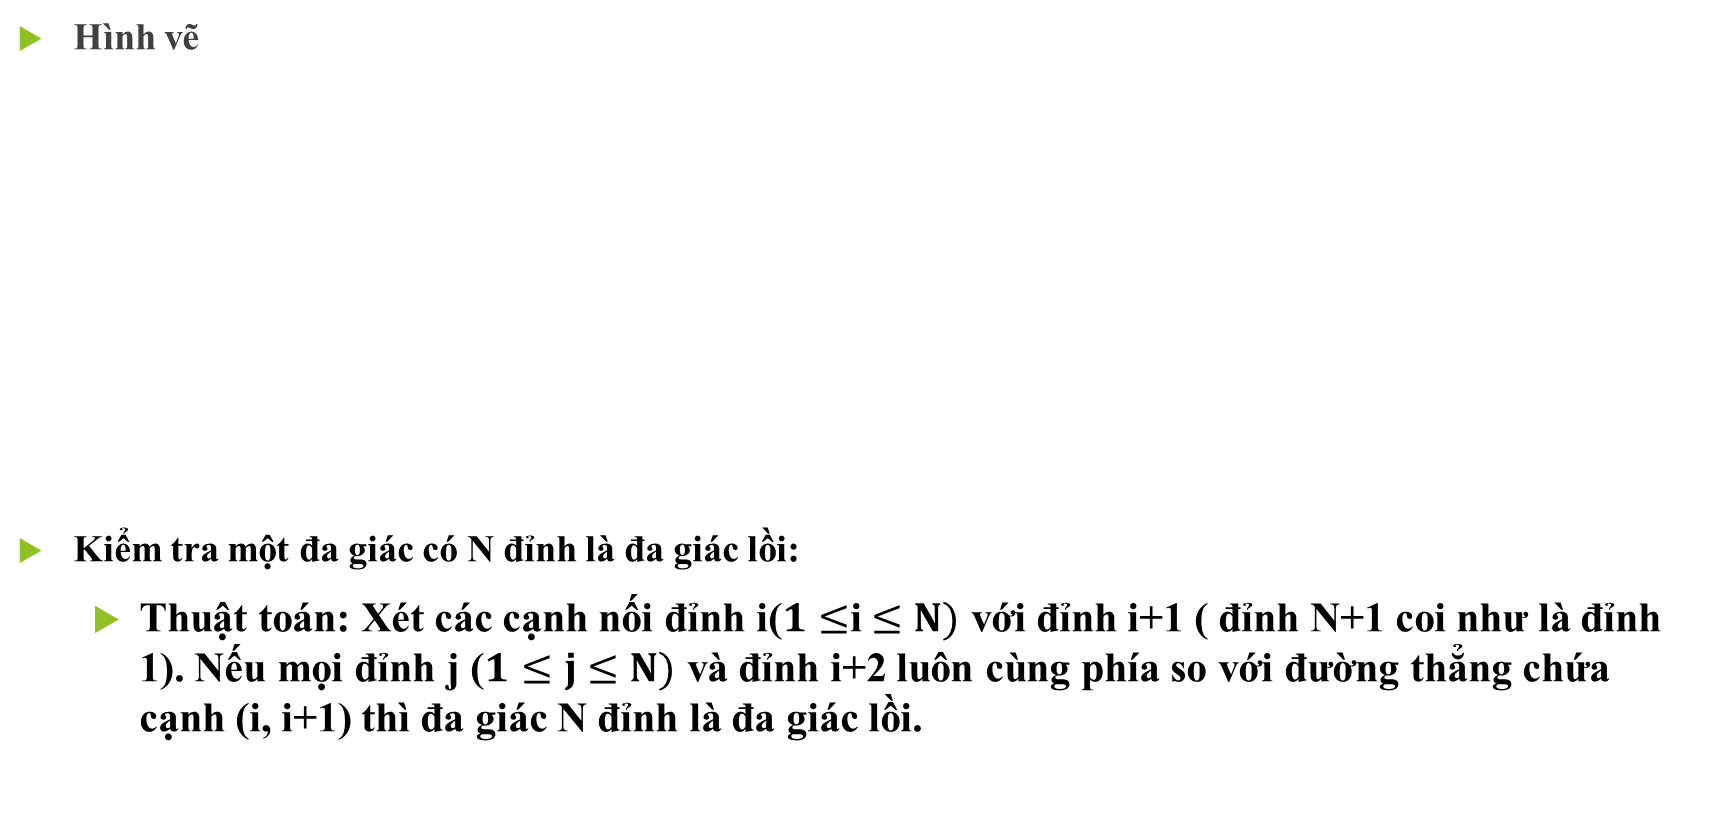 Hình vẽ
Kiểm tra một đa giác có N đỉnh là đa giác lồi:
Thuật toán: Xét các cạnh nối đỉnh i(1 ≤i ≤ N) với đỉnh i+1 ( đỉnh N+1 coi như là đỉnh
1). Nếu mọi đỉnh j (1 ≤ j ≤ N) và đỉnh i+2 luôn cùng phía so với đường thẳng chứa
cạnh (i, i+1) thì đa giác N đỉnh là đa giác lồi.